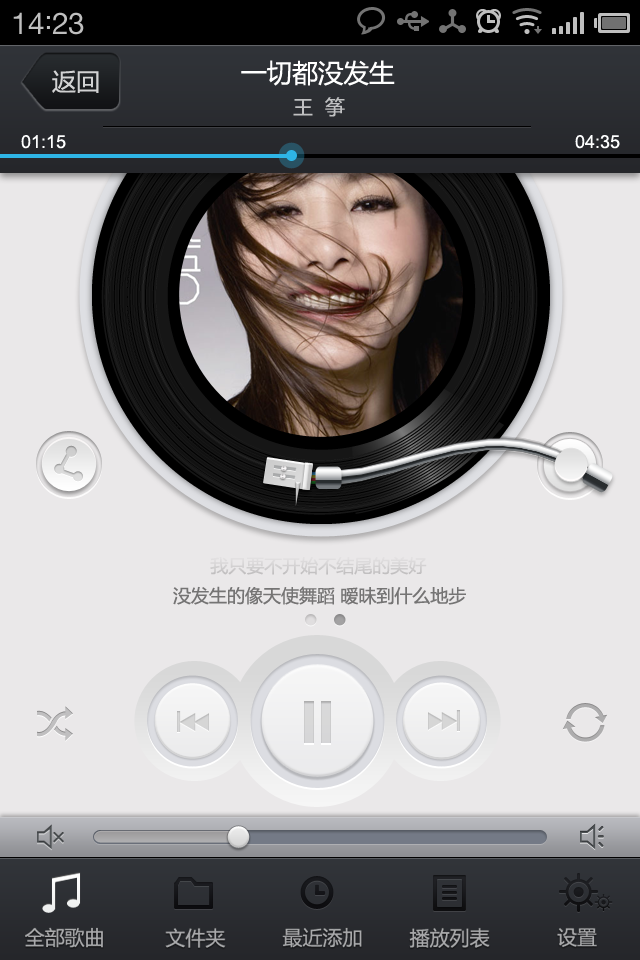 14:23
返回
一切都没发生
王 筝
01:15
04:35
我只要不开始不结尾的美好
没发生的像天使舞蹈 暧昧到什么地步
全部歌曲
文件夹
最近添加
播放列表
设置